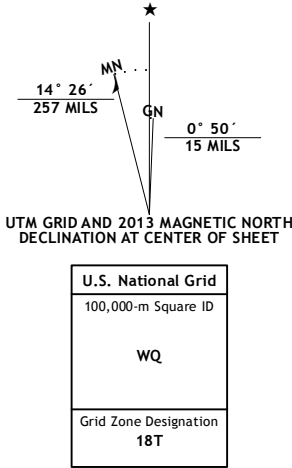 ★
MN
GN
14° 26´
257 MILS
0° 50´
15 MILS
UTM GRID AND 2013 MAGNETIC NORTH
DECLINATION AT CENTER OF SHEET
U.S. National Grid
100,000-m Square ID
WQ
Grid Zone Designation
18T